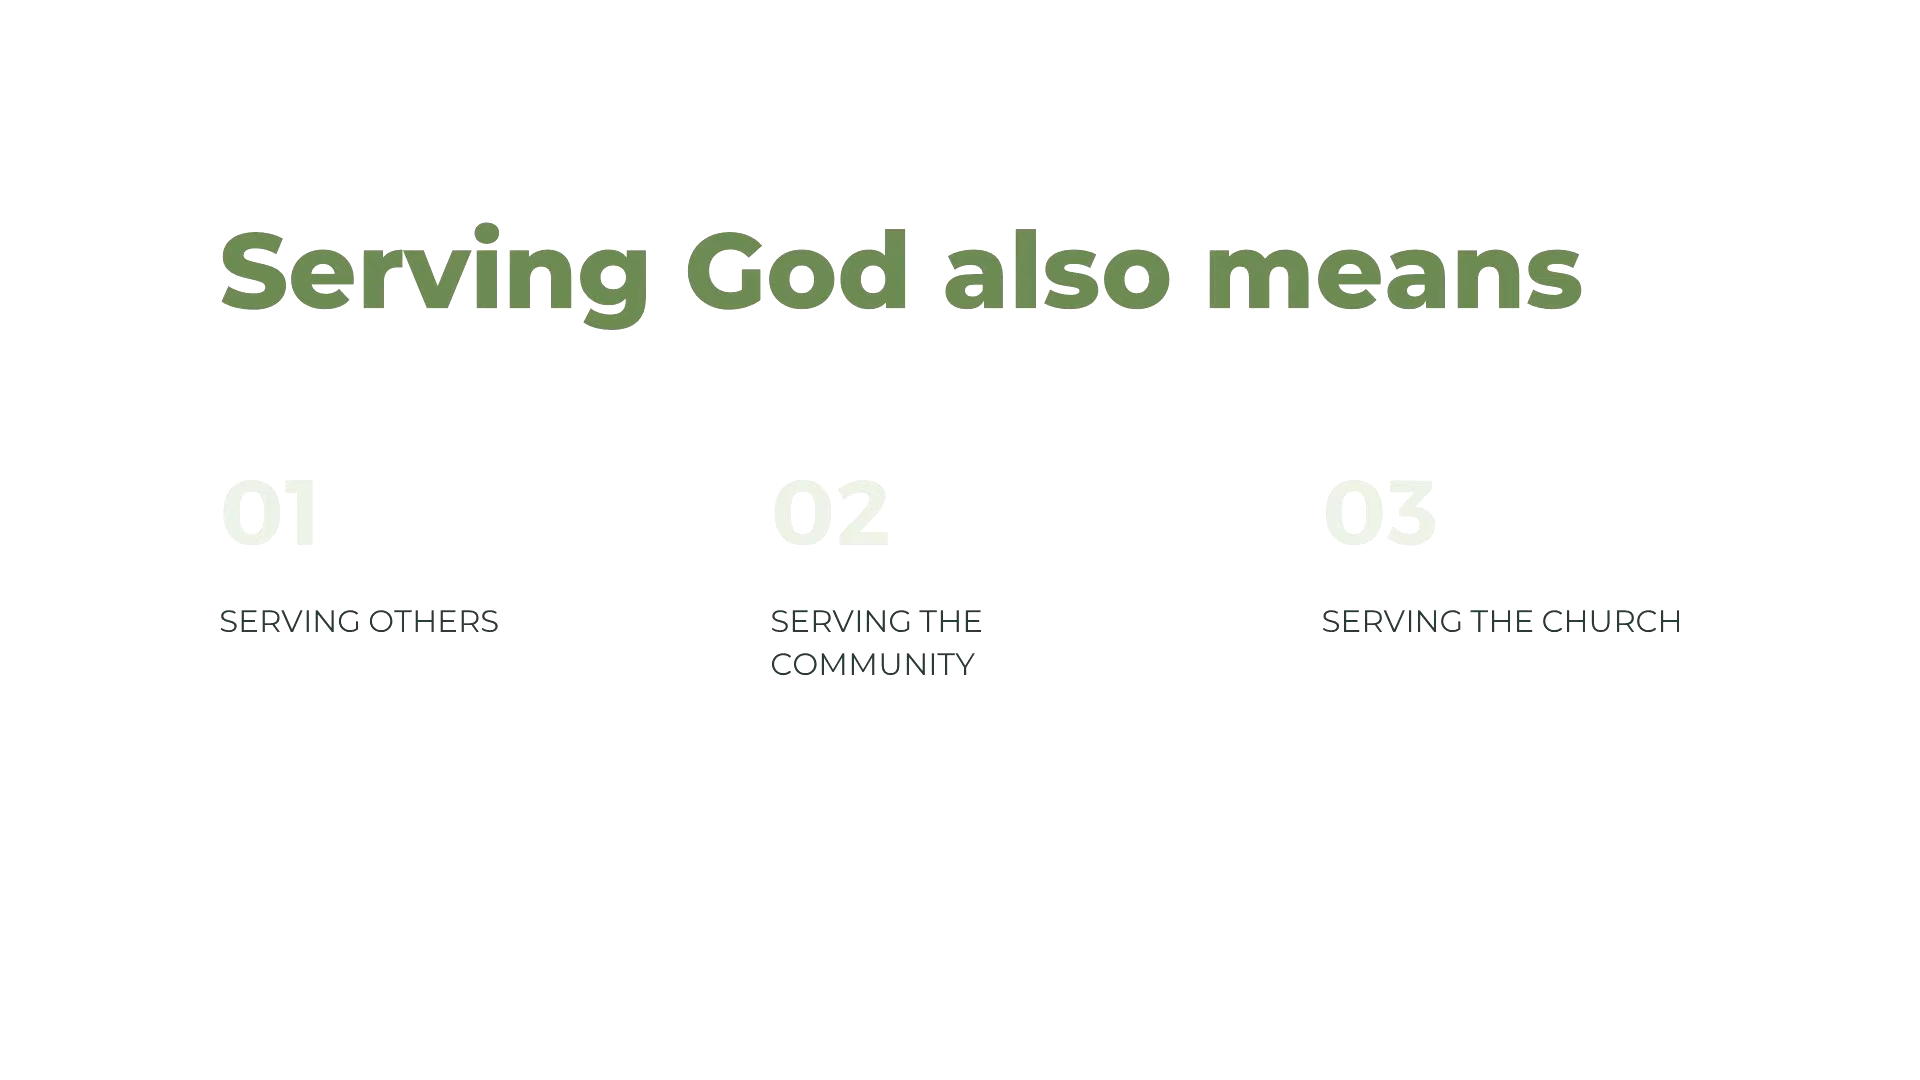 Serving God also means
01
SERVING OTHERS
02
SERVING THE
COMMUNITY
03
SERVING THE CHURCH